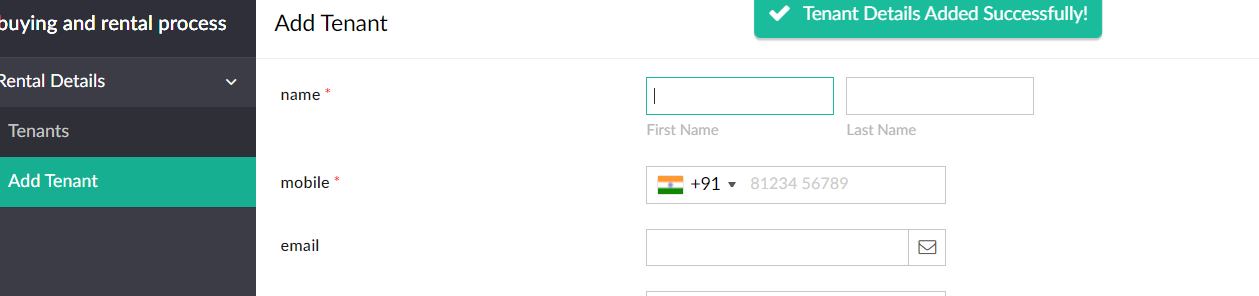 buying and rental process
Add Tenant
Tenant Details Added Successfully!
Rental Details
Tenants
Add Tenant
name *
First Name
Last Name
mobile *
+91
81234 56789
email